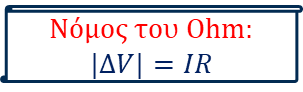 Νόμος του Ohm:
|ΔV| = IR